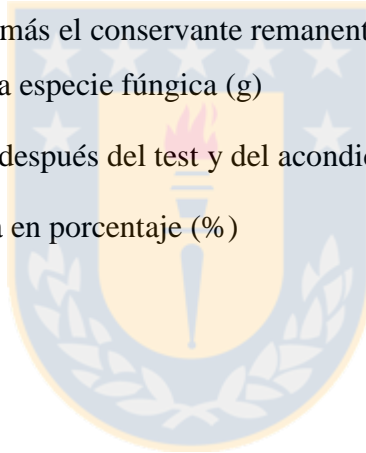 más el conservante remanent
a especie fúngica (g)
después del test y del acondic
a en porcentaje (%)